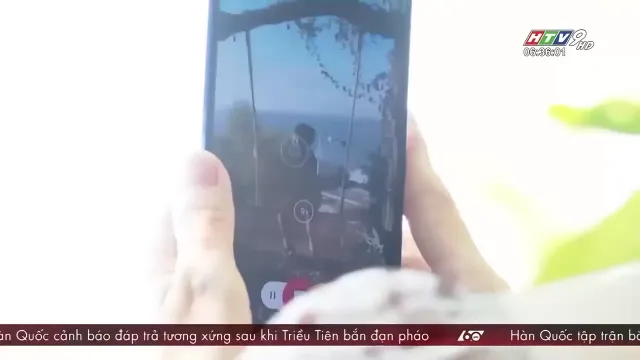 HTV9 HD
06:36:01
àn Quốc cảnh báo đáp trả tương xứng sau khi Triều Tiên bắn đạn pháo 60 Hàn Quốc tập trận b